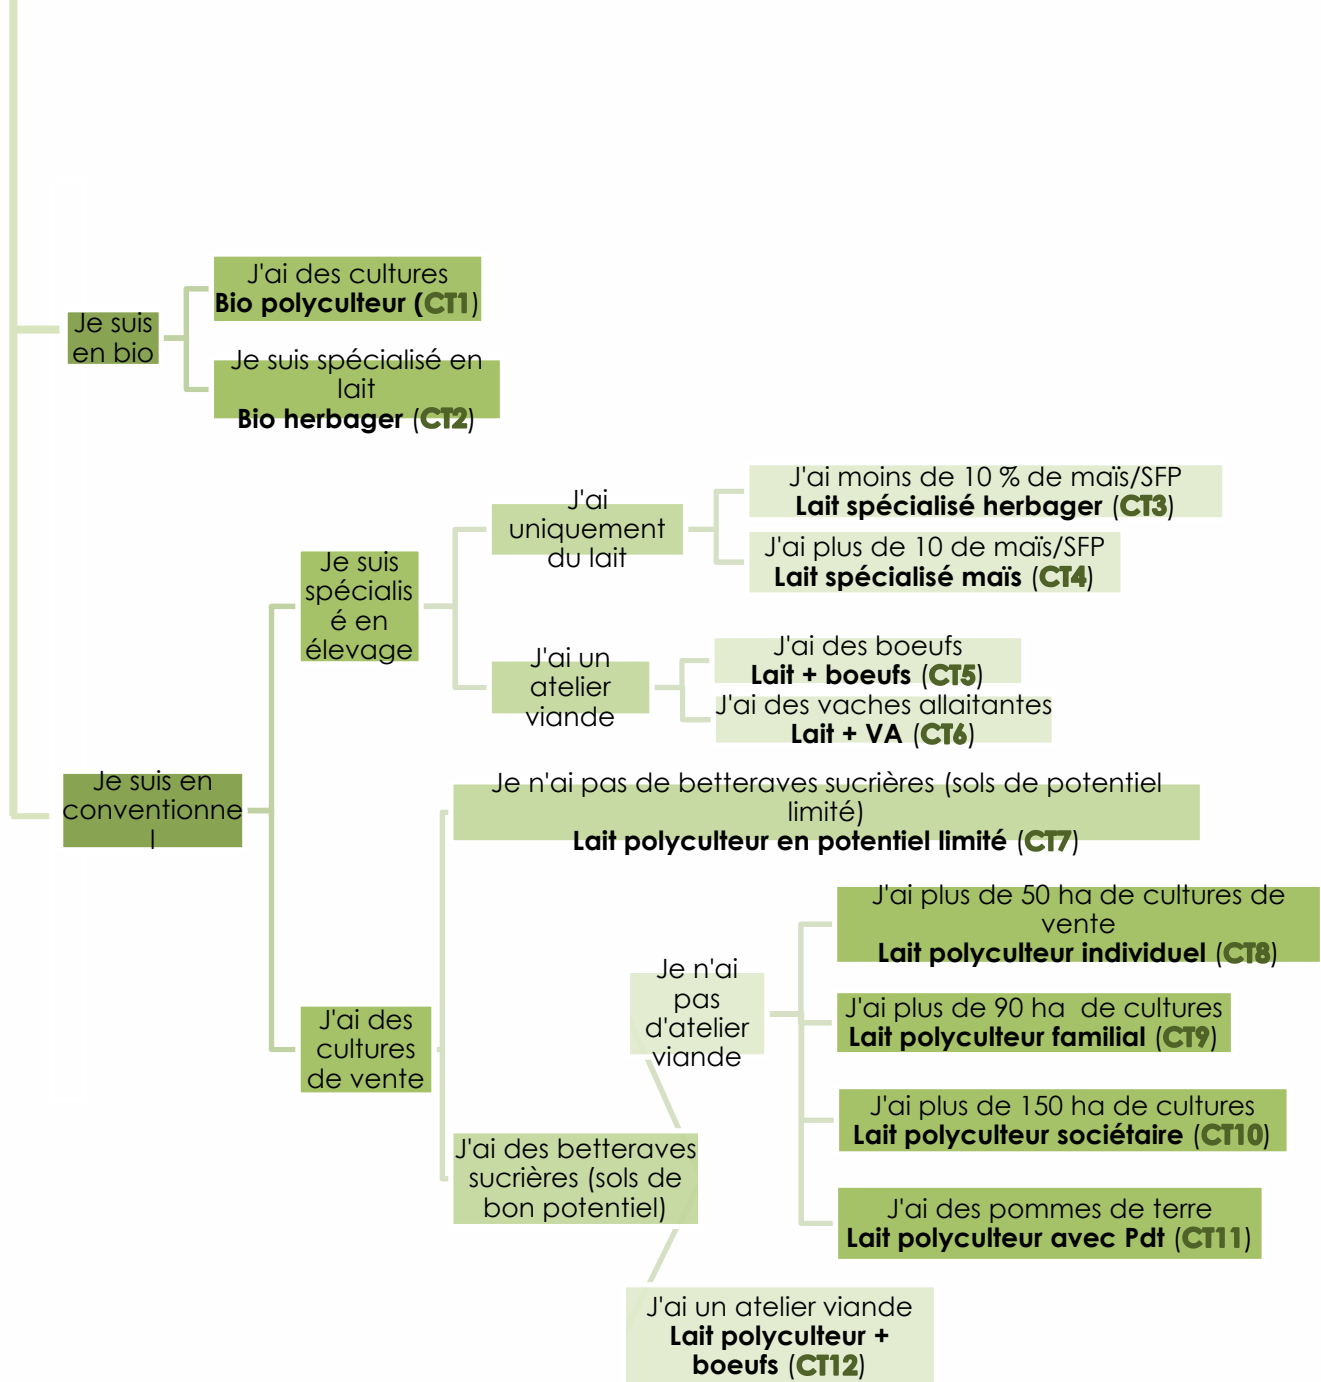 Je suis
en bio
J'ai des cultures
Bio polyculteur (CT1)
Je suis spécialisé en
lait
Bio herbager (CT2)
Je suis en
conventionne
l
Je suis
spécialis
é en
élevage
J'ai
uniquement
du lait
J'ai moins de 10 % de maïs/SFP
Lait spécialisé herbager (CT3)
J'ai plus de 10 de maïs/SFP
Lait spécialisé maïs (CT4)
J'ai un
atelier
viande
J'ai des boeufs
Lait + boeufs (CT5)
J'ai des vaches allaitantes
Lait + VA (CT6)
J'ai des
cultures
de vente
Je n'ai pas de betteraves sucrières (sols de potentiel
limité)
Lait polyculteur en potentiel limité (CT7)
J'ai des betteraves
sucrières (sols de
bon potentiel)
Je n'ai
pas
d'atelier
viande
J'ai plus de 50 ha de cultures de
vente
Lait polyculteur individuel (CT8)
J'ai plus de 90 ha  de cultures
Lait polyculteur familial (CT9)
J'ai plus de 150 ha de cultures
Lait polyculteur sociétaire (CT10)
J'ai des pommes de terre
Lait polyculteur avec Pdt (CT11)
J'ai un atelier viande
Lait polyculteur +
boeufs (CT12)